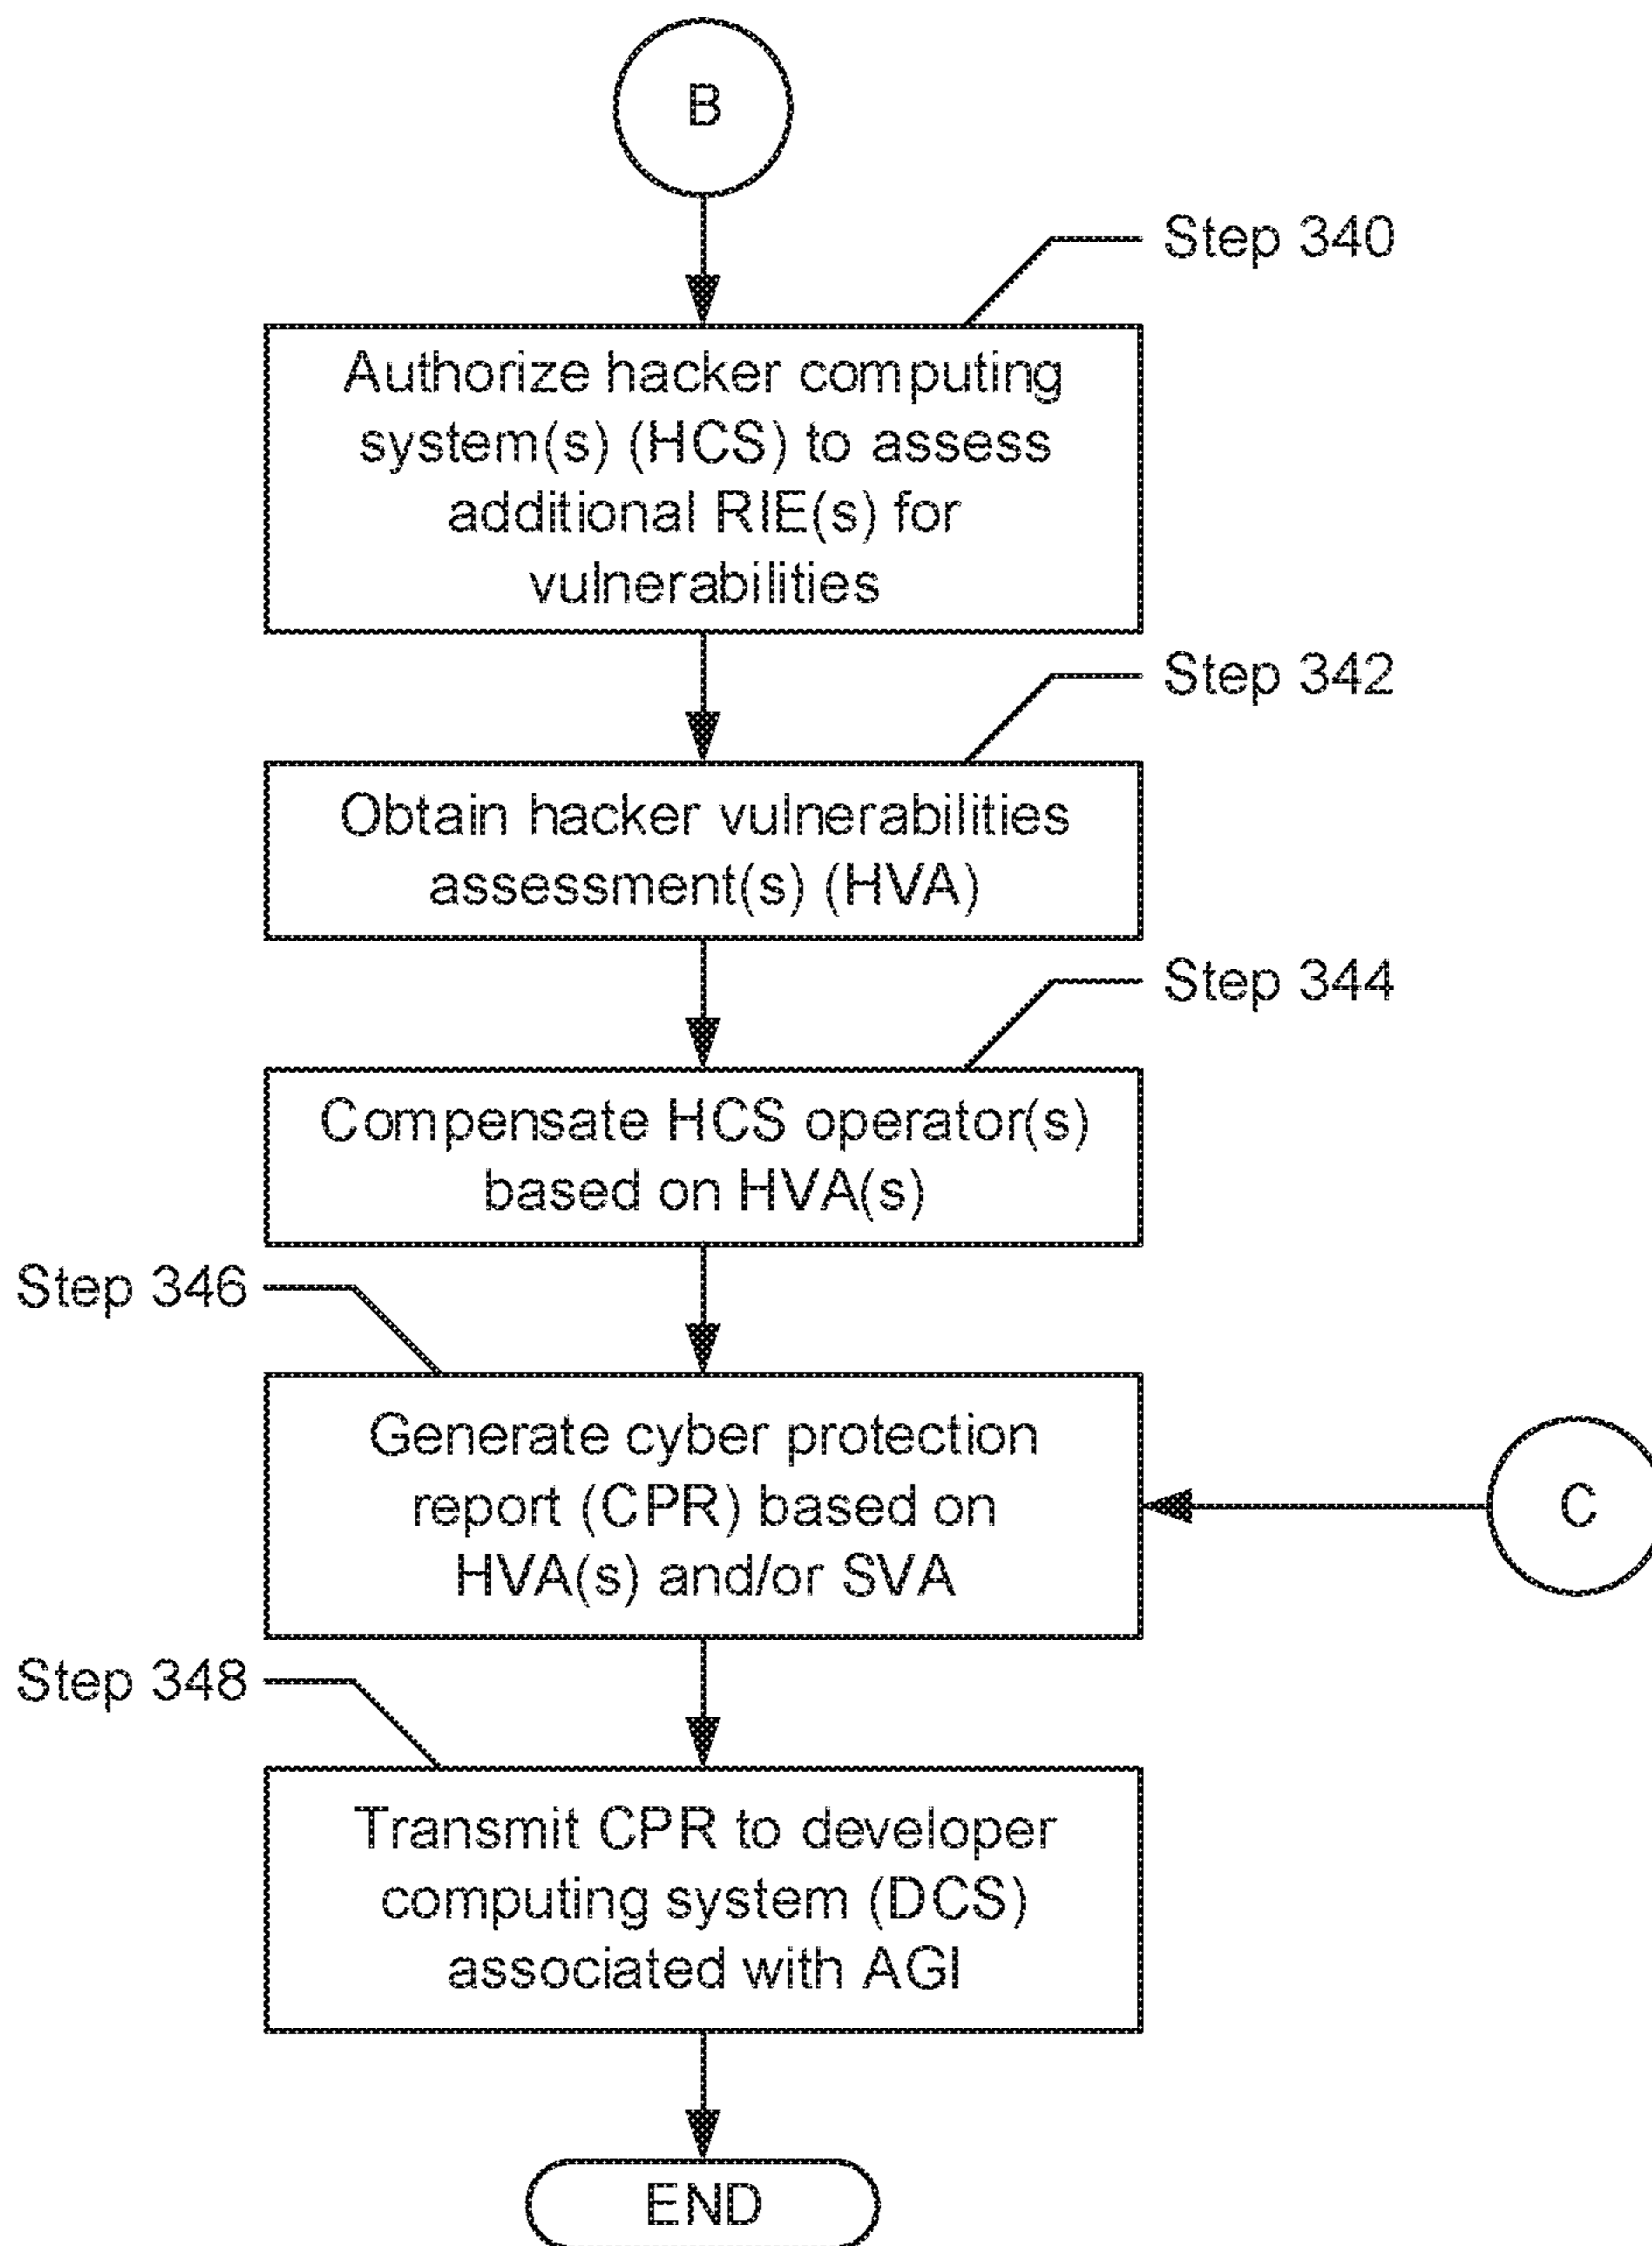 B
Step 340
Authorize hacker computing
system(s) (HCS) to assess
additional RIE(s) for
vulnerabilities
Step 342
Obtain hacker vulnerabilities
assessment(s) (HVA)
Step 344
Compensate HCS operator(s)
based on HVA(s)
Step 346
Generate cyber protection
report (CPR) based on
HVA(s) and/or SVA
C
Step 348
Transmit CPR to developer
computing system (DCS)
associated with AGI
END